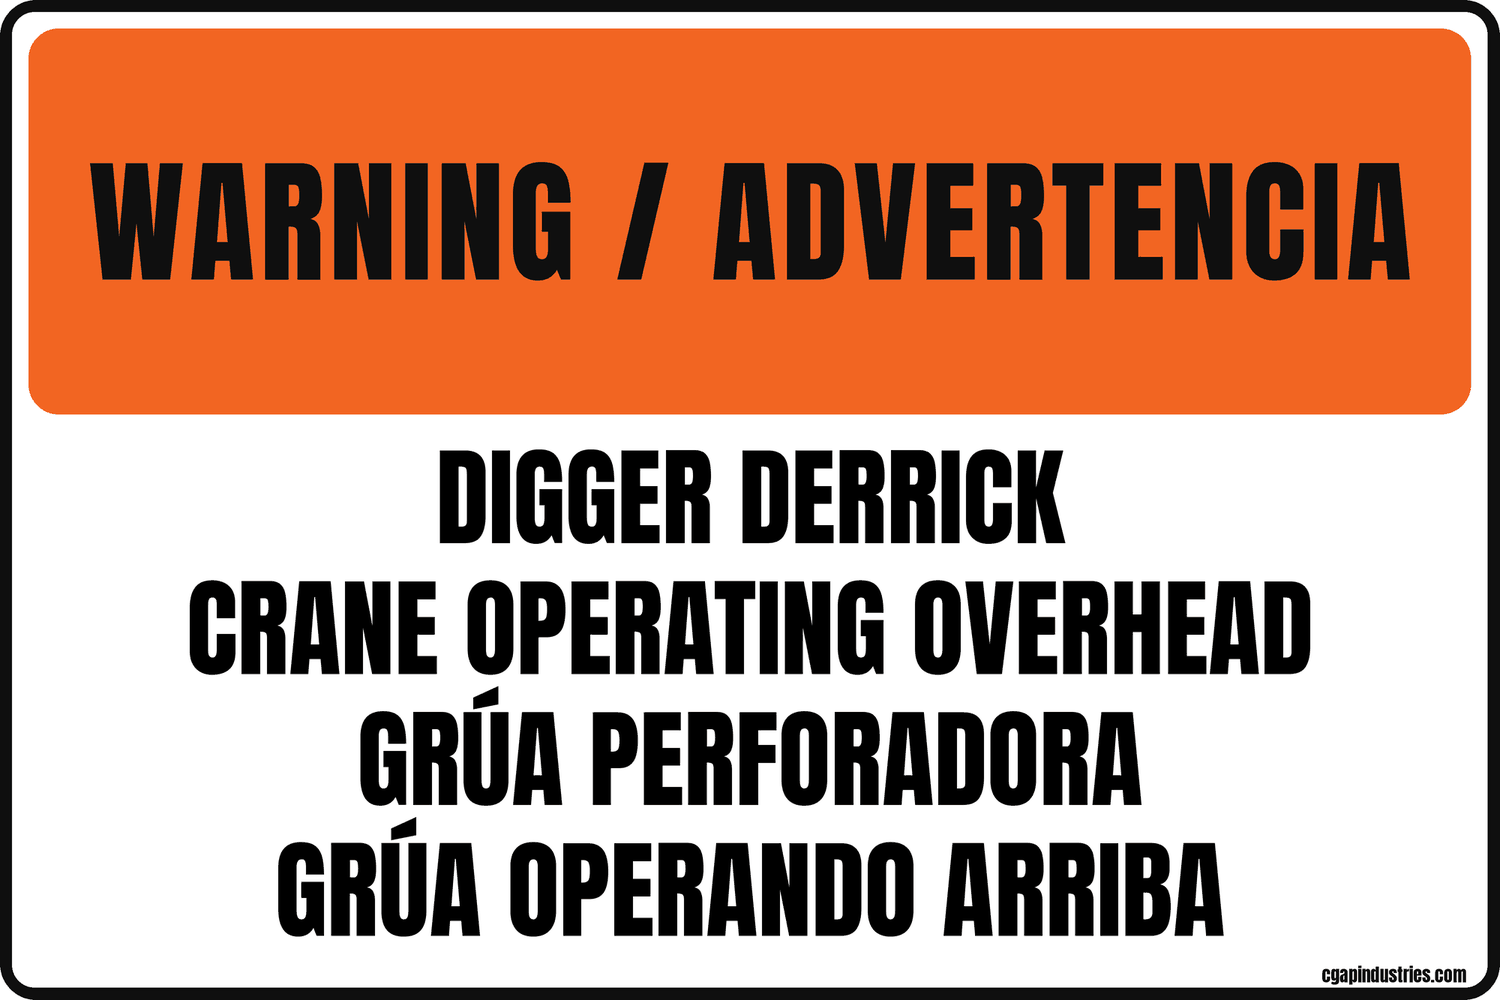 WARNING / ADVERTENCIA
DIGGER DERRICK
CRANE OPERATING OVERHEAD
GRÚA PERFORADORA
GRÚA OPERANDO ARRIBA
cgapindustries.com